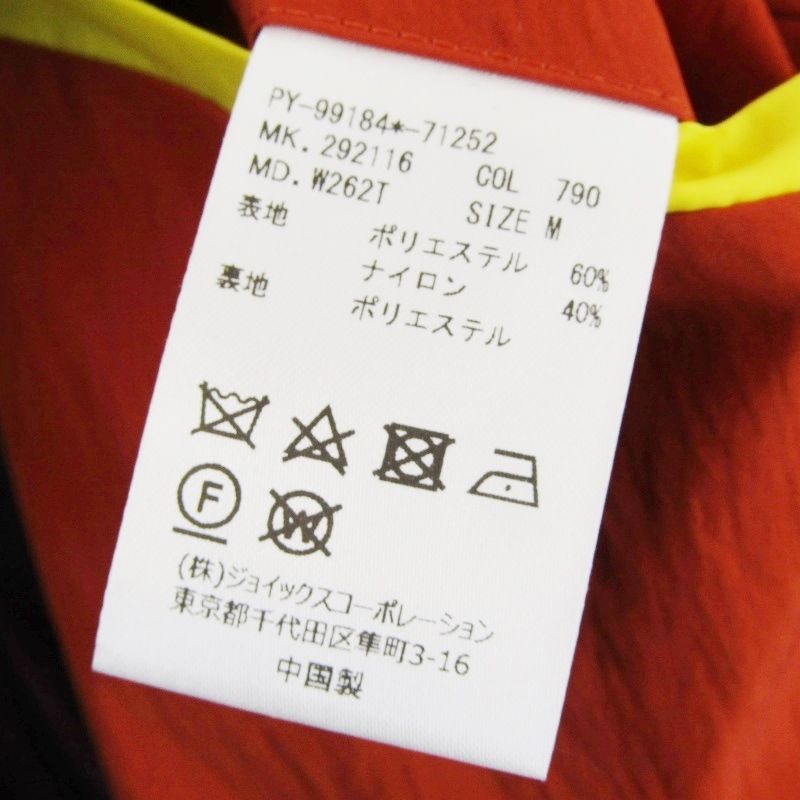 PY-99184*-71252
MK. 292116 COL 790
MD. W262T SIZE M
表地 ポリエステル 60%
ナイロン 40%
裏地 ポリエステル
F
W
(株)ジョイックスコーポレーション
東京都千代田区隼町3-16
中国製